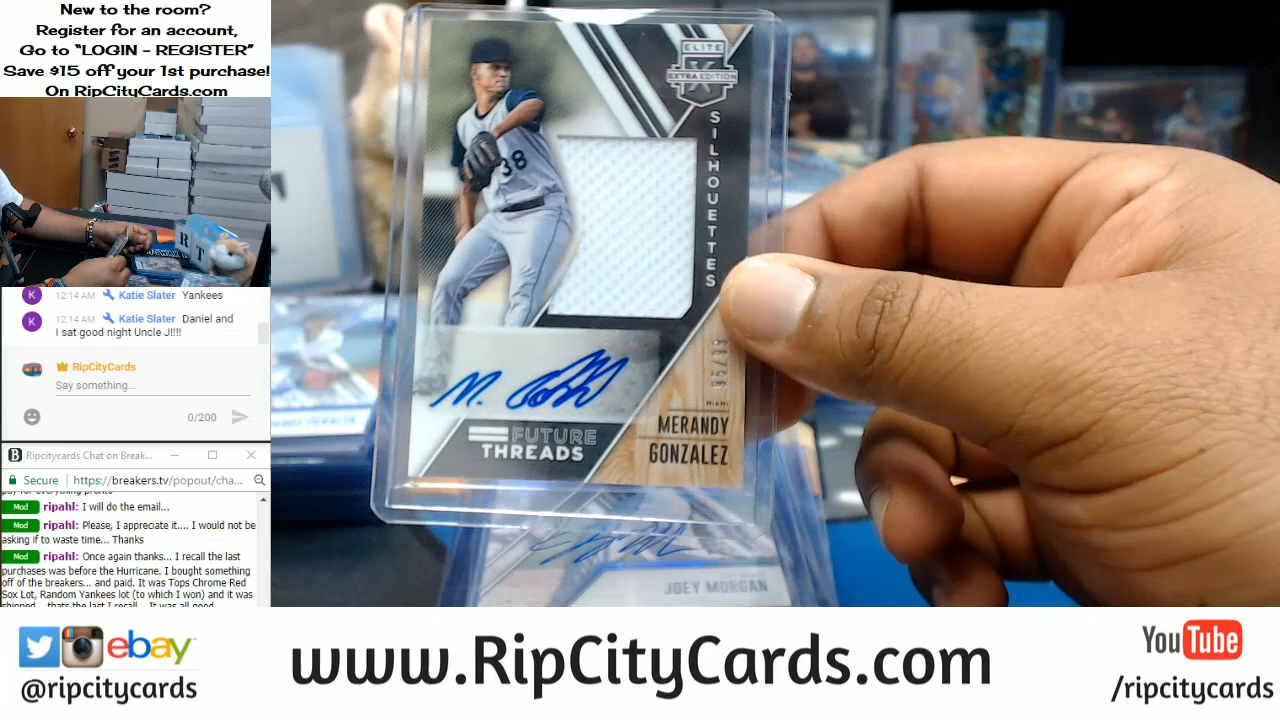 New to the room?
Register for an account,
Go to “LOGIN - REGISTER”
Save $15 off your 1st purchase!
On RipCityCards.com
K 12:14 AM Katie Slater Yankees
K 12:14 AM Katie Slater Daniel and
I sat good night Uncle J!!!!
RipCityCards
Say something...
0/200
Ripcitycards Chat on Break...
Secure https://breakers.tv/popout/cha...
Mod ripahl: I will do the email...
Mod ripahl: Please, I appreciate it.... I would not be
asking if to waste time... Thanks
Mod ripahl: Once again thanks... I recall the last
purchases was before the Hurricane. I bought something
off of the breakers... and paid. It was Tops Chrome Red
Sox Lot, Random Yankees lot (to which I won) and it was
ELITE
X
EXTRA EDITION
SILHOUETTES
38
MIAMI
MERANDY
GONZALEZ
FUTURE
THREADS
JOEY MORGAN
R T
ebay
@ripcitycards
www.RipCityCards.com
YouTube
/ripcitycards